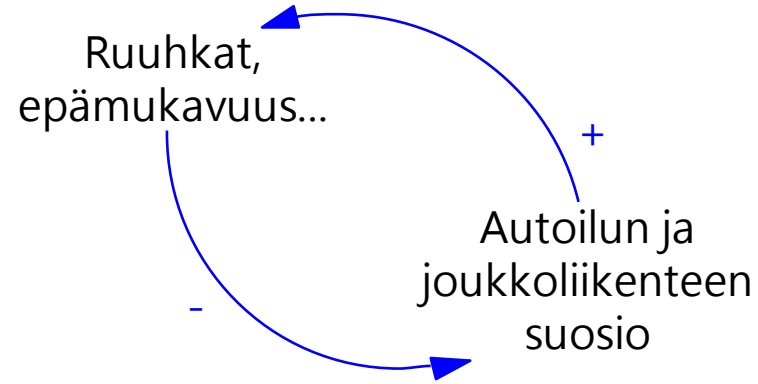 Ruuhkat,
epämukavuus...
+
Autoilun ja
joukkoliikenteen
suosio
-